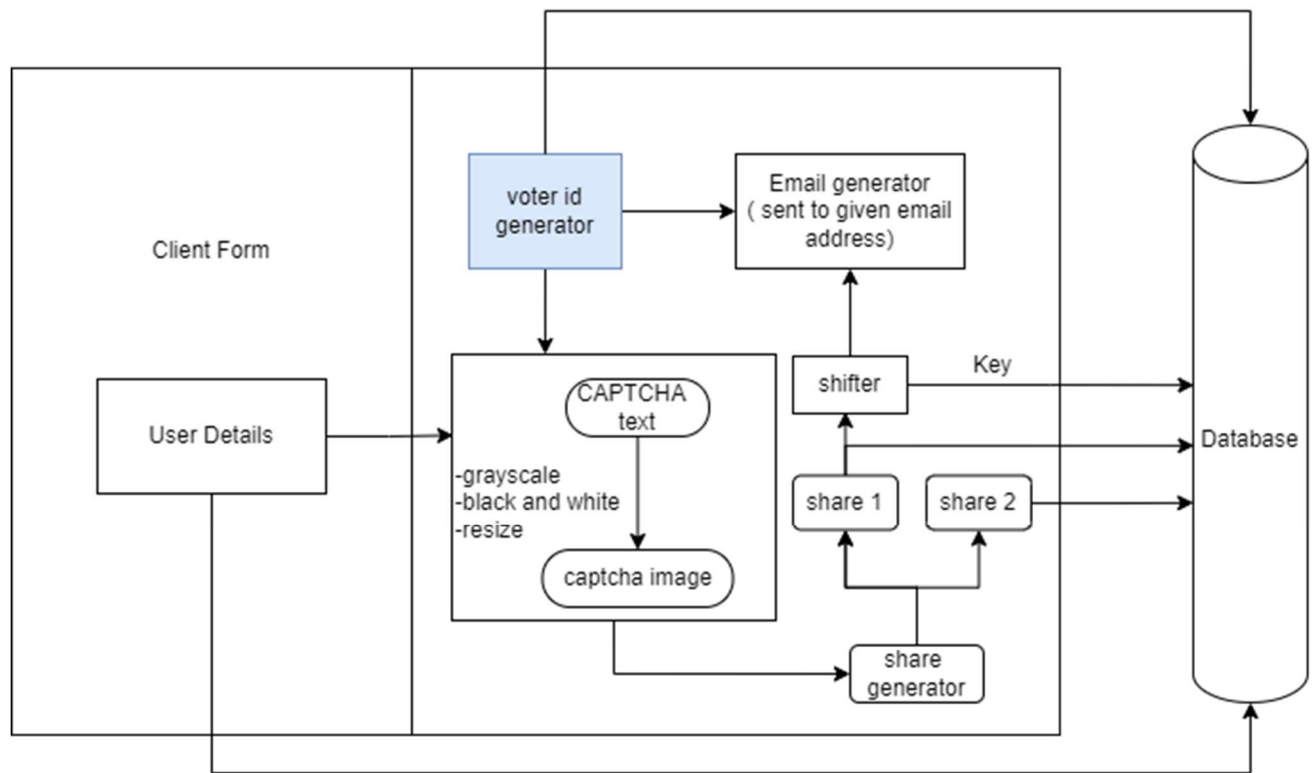 voter id
generator
Email generator
( sent to given email
address)
Client Form
CAPTCHA
text
shifter
Key
User Details
Database
-grayscale
-black and white
-resize
share 1
share 2
captcha image
share
generator